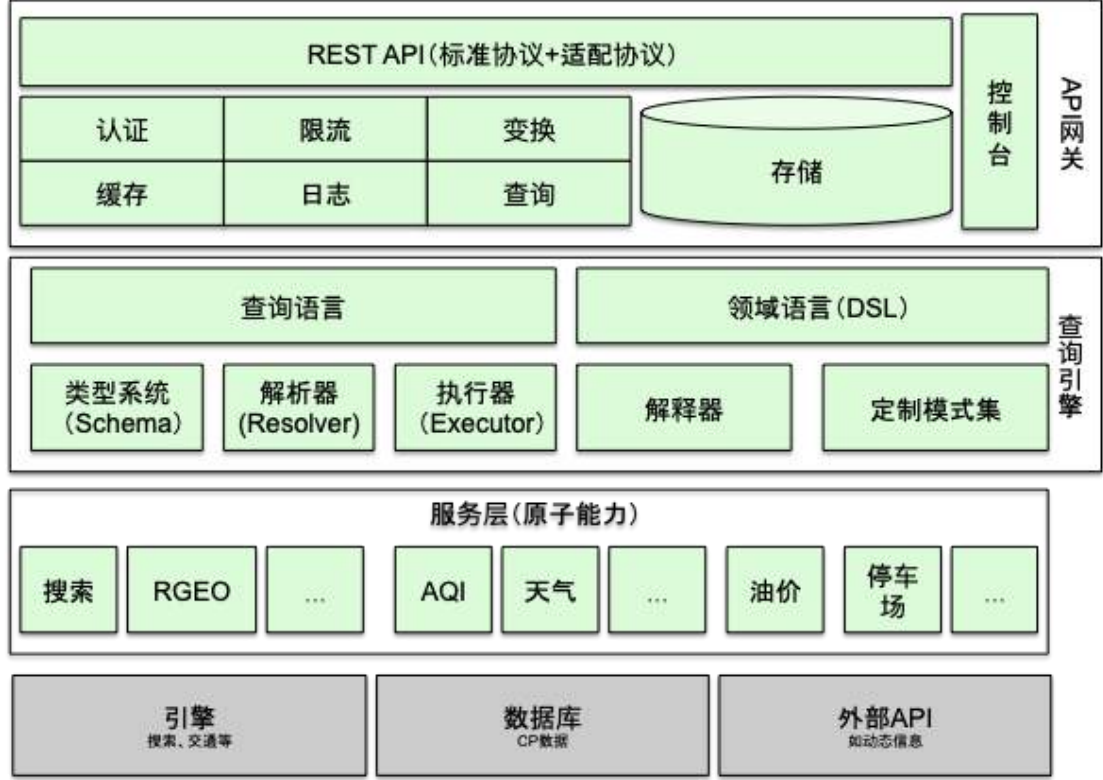 REST API（标准协议+适配协议）
控制台
API网关
认证
限流
变换
存储
缓存
日志
查询
查询语言
领域语言（DSL）
查询引擎
类型系统
（Schema）
解析器
(Resolver)
执行器
（Executor）
解释器
定制模式集
服务层（原子能力）
搜索
RGEO
...
AQI
天气
...
油价
停车
场
...
引擎
搜索、交通等
数据库
CP数据
外部API
如动态信息